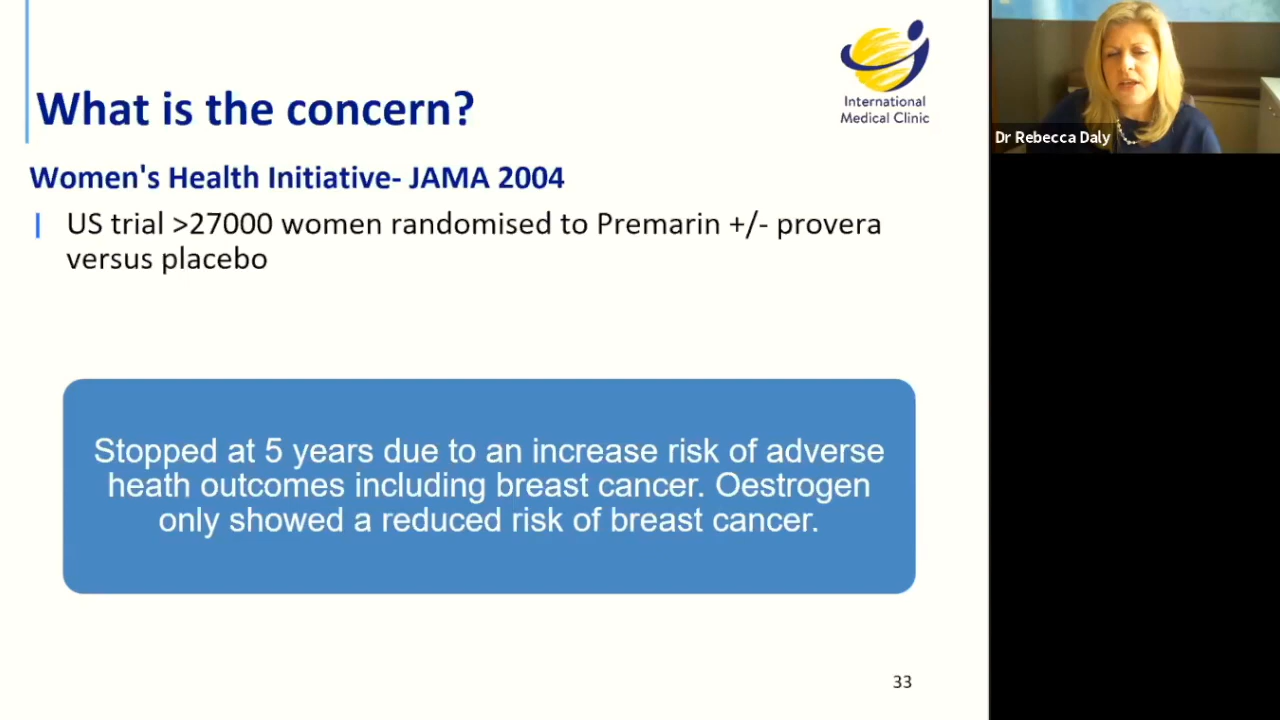 What is the concern?
International
Medical Clinic
Dr Rebecca Daly
Women's Health Initiative- JAMA 2004
US trial >27000 women randomised to Premarin +/- provera
versus placebo
Stopped at 5 years due to an increase risk of adverse
heath outcomes including breast cancer. Oestrogen
only showed a reduced risk of breast cancer.
33